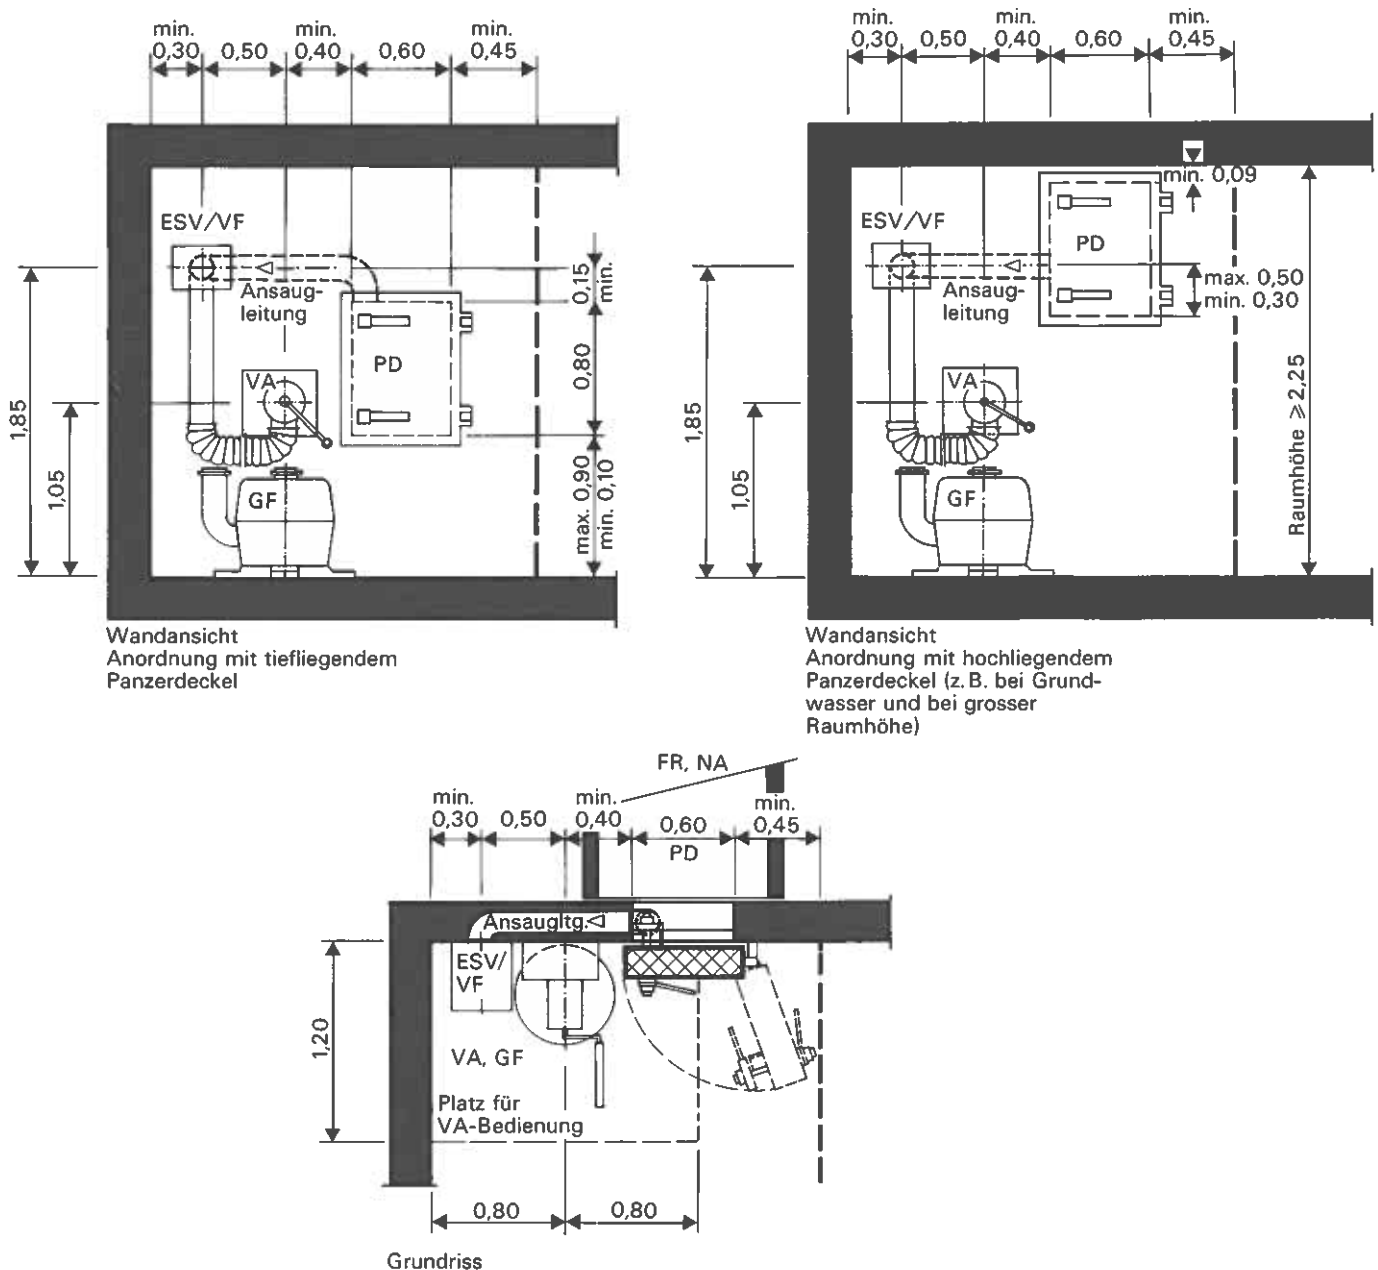 min.
0,30
0,50
min.
0,40
0,60
min.
0,45
ESV/VF
Ansaug-
leitung
PD
VA
GF
1,85
1,05
0,15
min.
0,80
max. 0,90
min. 0,10
Wandansicht
Anordnung mit tiefliegendem
Panzerdeckel
min.
0,30
0,50
min.
0,40
0,60
min.
0,45
min. 0,09
ESV/VF
Ansaug-
leitung
PD
max. 0,50
min. 0,30
VA
GF
1,85
1,05
Raumhöhe ⩾ 2,25
Wandansicht
Anordnung mit hochliegendem
Panzerdeckel (z. B. bei Grund-
wasser und bei grosser
Raumhöhe)
FR, NA
min.
0,30
0,50
min.
0,40
0,60
min.
0,45
PD
Ansaugltg.
ESV/
VF
1,20
VA, GF
Platz für
VA-Bedienung
0,80
0,80
Grundriss